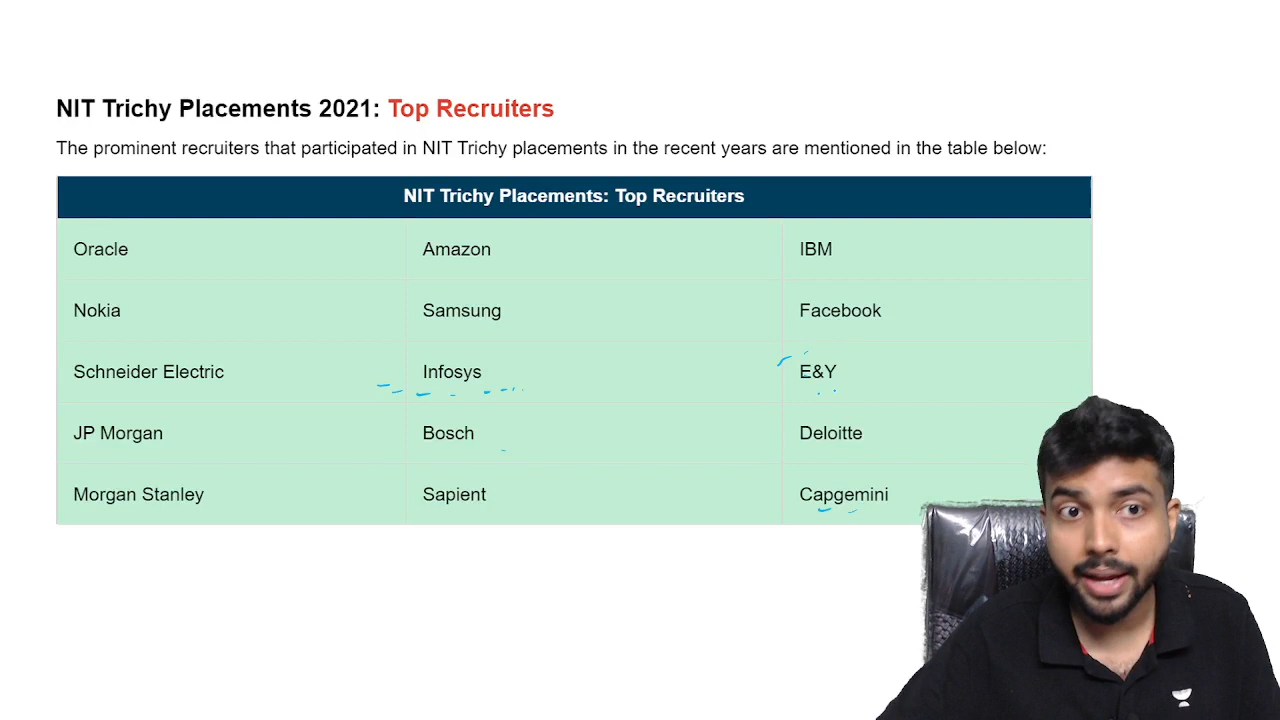 NIT Trichy Placements 2021: Top Recruiters
The prominent recruiters that participated in NIT Trichy placements in the recent years are mentioned in the table below:
NIT Trichy Placements: Top Recruiters
Oracle Amazon IBM
Nokia Samsung Facebook
Schneider Electric Infosys E&Y
JP Morgan Bosch Deloitte
Morgan Stanley Sapient Capgemini